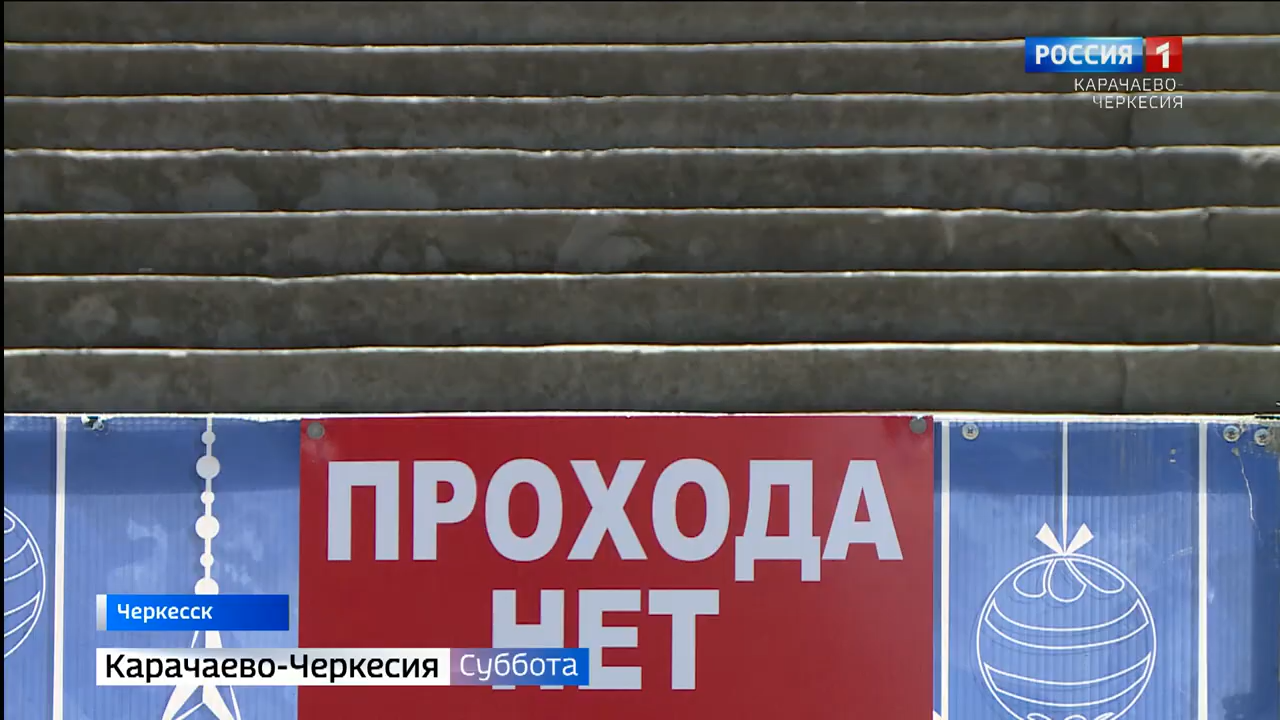 РОССИЯ 1
КАРАЧАЕВО-
ЧЕРКЕСИЯ
ПРОХОДА
НЕТ
Черкесск
Карачаево-Черкесия Суббота